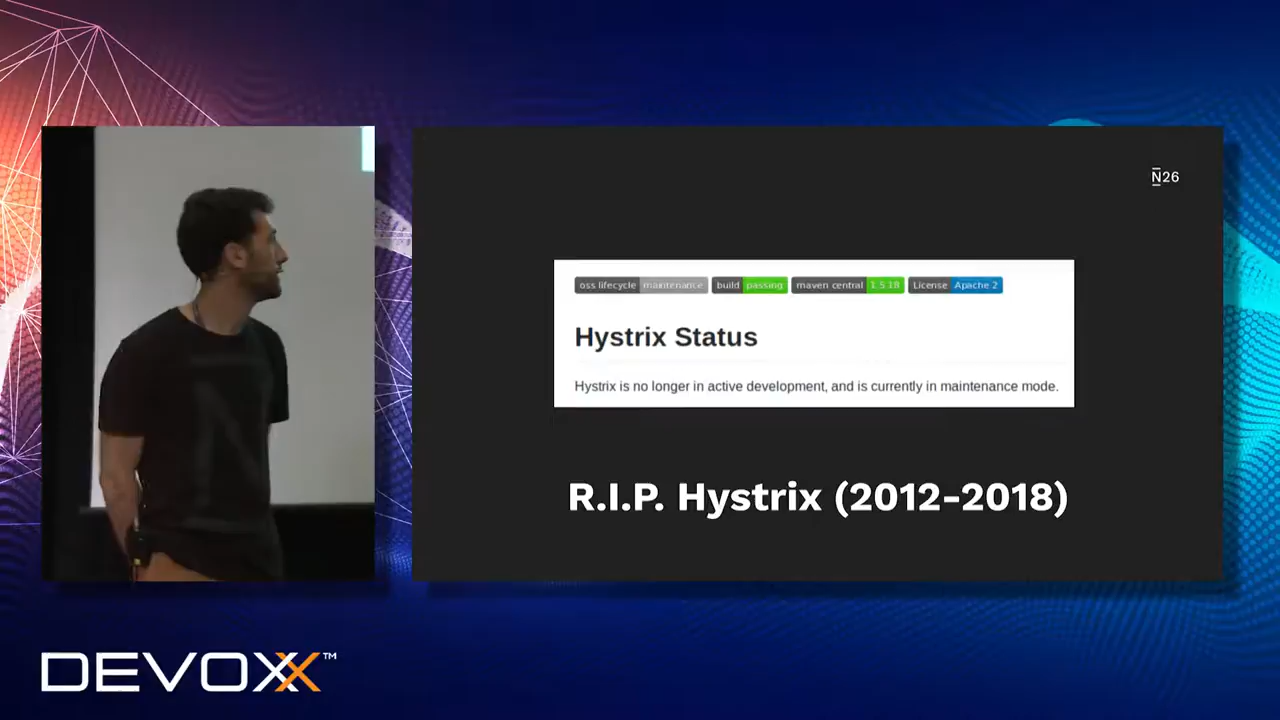 N26
oss lifecycle maintenance build passing maven central 1.5.18 License Apache 2
Hystrix Status
Hystrix is no longer in active development, and is currently in maintenance mode.
R.I.P. Hystrix (2012-2018)
DEVOXX™